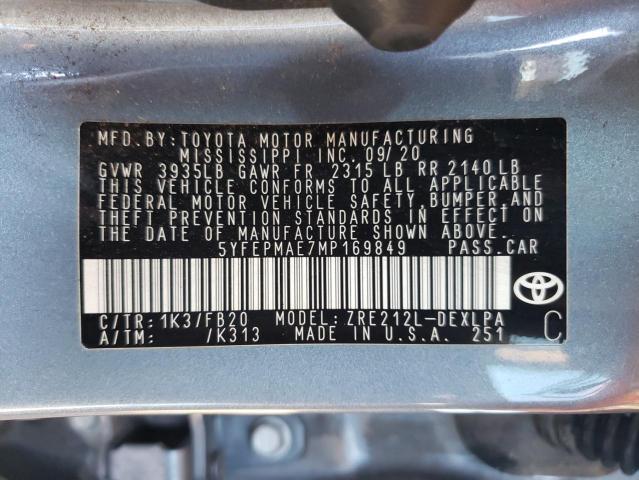 MFD. BY: TOYOTA MOTOR MANUFACTURING
MISSISSIPPI INC. 09/20
GVWR 3935LB GAWR FR 2315 LB RR 2140 LB
THIS VEHICLE CONFORMS TO ALL APPLICABLE
FEDERAL MOTOR VEHICLE SAFETY, BUMPER, AND
THEFT PREVENTION STANDARDS IN EFFECT ON
THE DATE OF MANUFACTURE SHOWN ABOVE.
5YFEPMAE7MP169849 PASS. CAR
C/TR: 1K3/FB20 ZRE212L-DEXLPA
A/TM: /K313 MADE IN U.S.A. 251 C